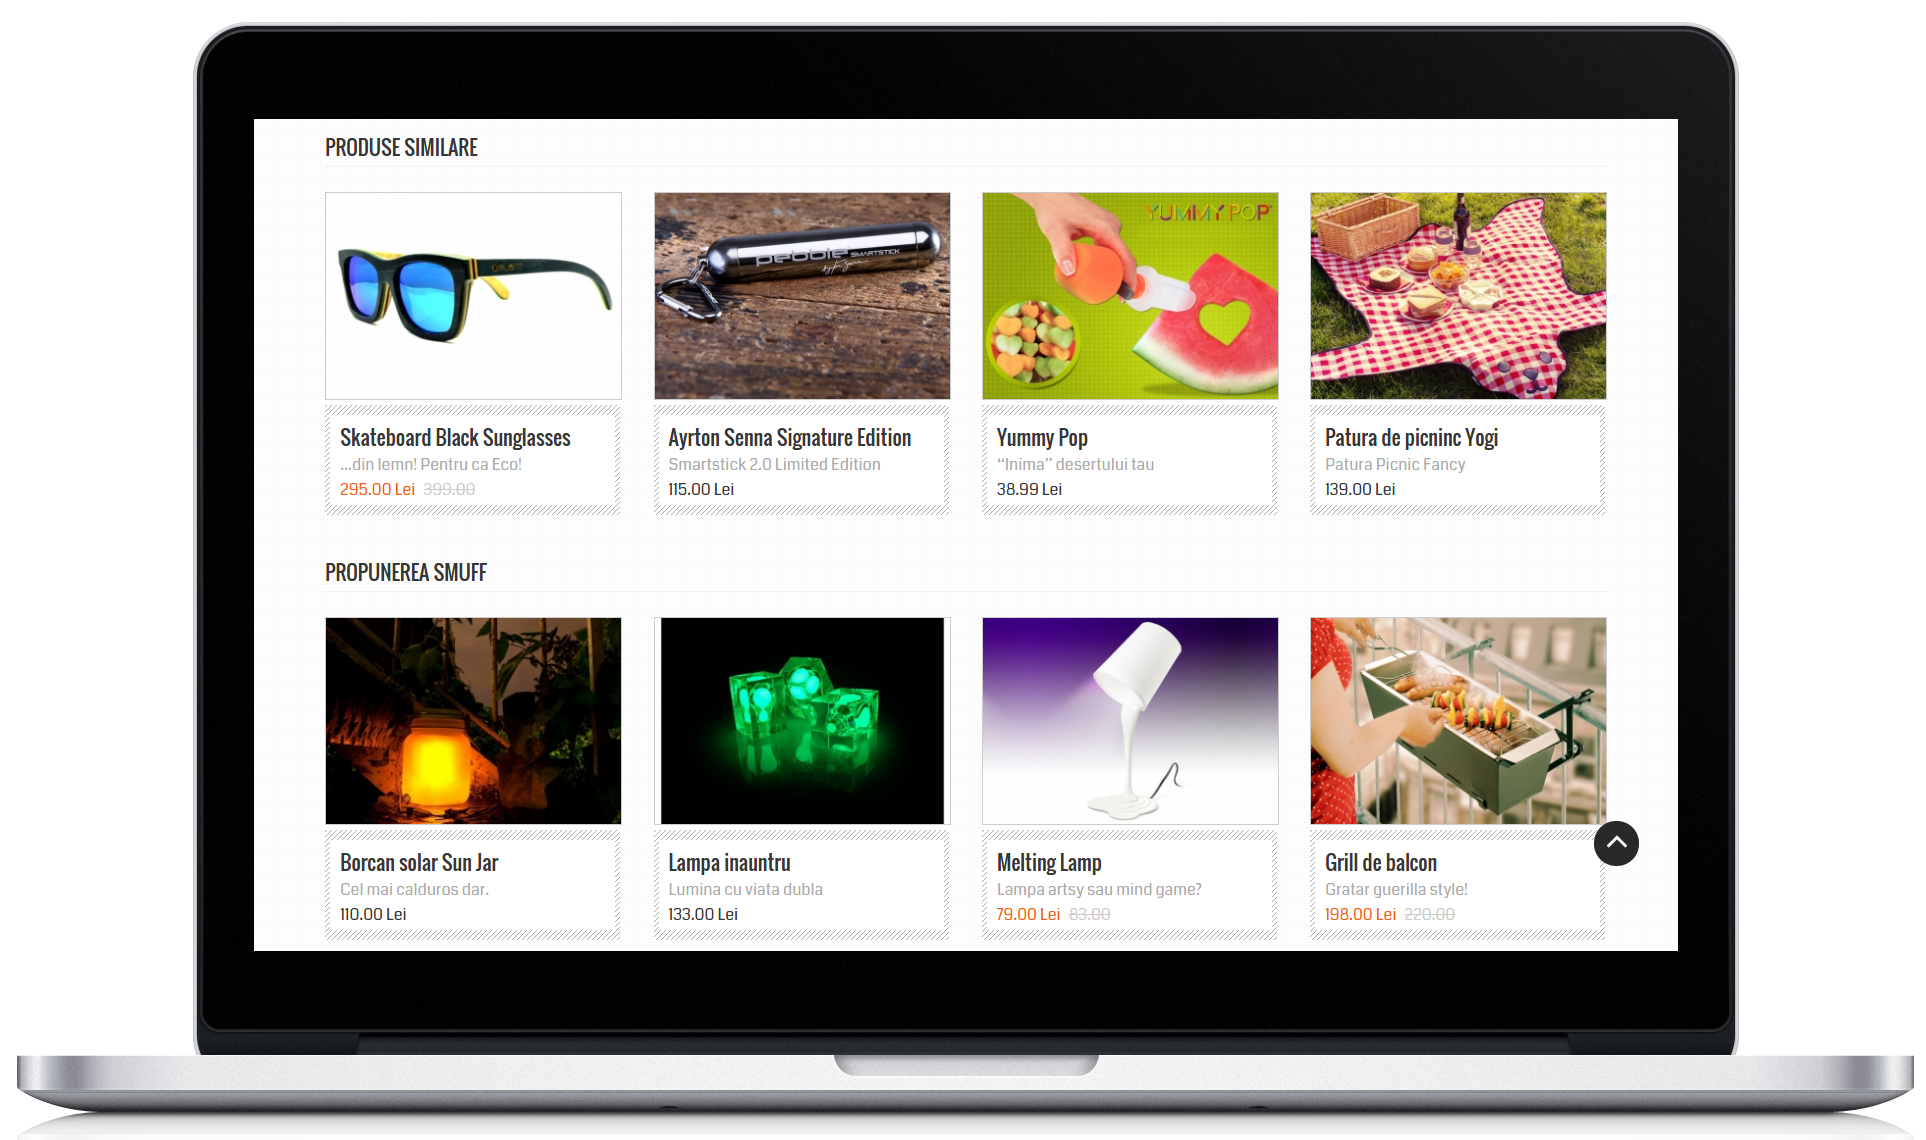 PRODUSE SIMILARE
YUMMY POP
pebble SMARTSTICK
Skateboard Black Sunglasses
...din lemn! Pentru ca Eco!
295.00 Lei 399.00
Ayrton Senna Signature Edition
Smartstick 2.0 Limited Edition
115.00 Lei
Yummy Pop
“Inima” desertului tau
38.99 Lei
Patura de picninc Yogi
Patura Picnic Fancy
139.00 Lei
PROPUNEREA SMUFF
Borcan solar Sun Jar
Cel mai calduros dar.
110.00 Lei
Lampa inauntru
Lumina cu viata dubla
133.00 Lei
Melting Lamp
Lampa artsy sau mind game?
79.00 Lei 83.00
Grill de balcon
Gratar guerilla style!
198.00 Lei 220.00